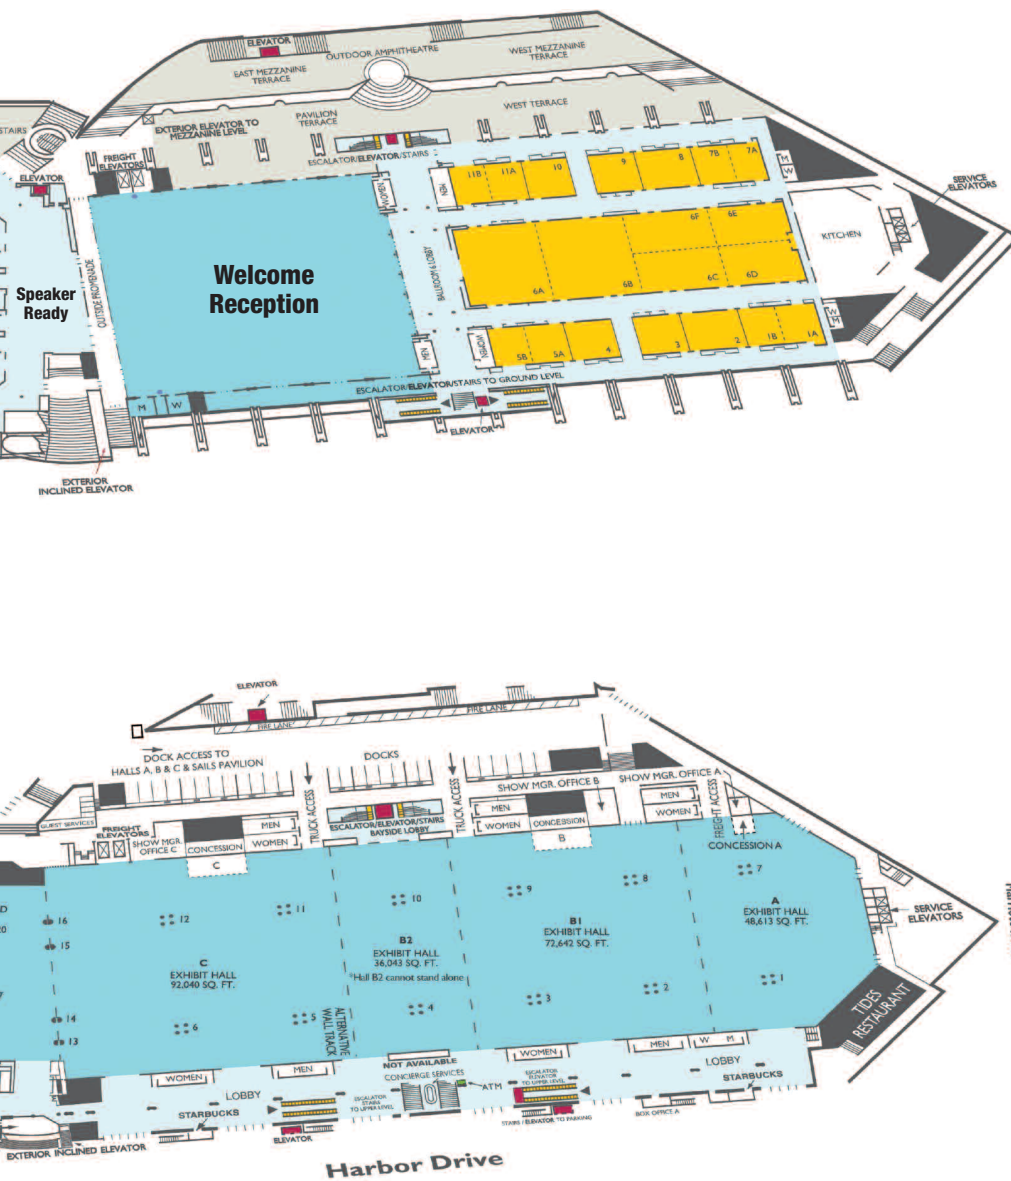 ELEVATOR
OUTDOOR AMPHITHEATRE
WEST MEZZANINE
TERRACE
EAST MEZZANINE
TERRACE
WEST TERRACE
PAVILION
TERRACE
EXTERIOR ELEVATOR TO
MEZZANINE LEVEL
STAIRS
ESCALATOR/ELEVATOR/STAIRS
FREIGHT
ELEVATORS
ELEVATOR
WOMEN
MEN
11B
11A
10
9
8
7B
7A
M
W
SERVICE
ELEVATORS
KITCHEN
OUTSIDE PROMENADE
Speaker
Ready
Welcome
Reception
BALLROOM 6 LOBBY
6A
6B
6F
6E
6C
6D
W
M
MEN
WOMEN
5B
5A
4
3
2
1B
1A
ESCALATOR/ELEVATOR/STAIRS TO GROUND LEVEL
M
W
ELEVATOR
EXTERIOR
INCLINED ELEVATOR
ELEVATOR
FIRE LANE
FIRE LANE
DOCK ACCESS TO
HALLS A, B & C & SAILS PAVILION
DOCKS
TRUCK ACCESS
TRUCK ACCESS
SHOW MGR. OFFICE B
SHOW MGR. OFFICE A
FREIGHT ACCESS
GUEST SERVICES
FREIGHT
ELEVATORS
SHOW MGR.
OFFICE C
CONCESSION
C
MEN
WOMEN
ESCALATOR/ELEVATOR/STAIRS
BAYSIDE LOBBY
MEN
WOMEN
CONCESSION
B
MEN
WOMEN
CONCESSION A
16
15
14
13
12
11
10
9
8
7
C
EXHIBIT HALL
92,040 SQ. FT.
B2
EXHIBIT HALL
36,043 SQ. FT.
*Hall B2 cannot stand alone
B1
EXHIBIT HALL
72,642 SQ. FT.
A
EXHIBIT HALL
48,613 SQ. FT.
SERVICE
ELEVATORS
6
5
4
3
2
1
ALTERNATIVE
WALL TRACK
TIDES
RESTAURANT
WOMEN
MEN
NOT AVAILABLE
CONCIERGE SERVICES
ATM
WOMEN
MEN
W
M
LOBBY
STARBUCKS
ESCALATOR
STAIRS
TO UPPER LEVEL
ESCALATOR
ELEVATOR
TO UPPER LEVEL
LOBBY
STARBUCKS
ELEVATOR
STAIRS / ELEVATOR TO PARKING
BOX OFFICE A
EXTERIOR INCLINED ELEVATOR
Harbor Drive